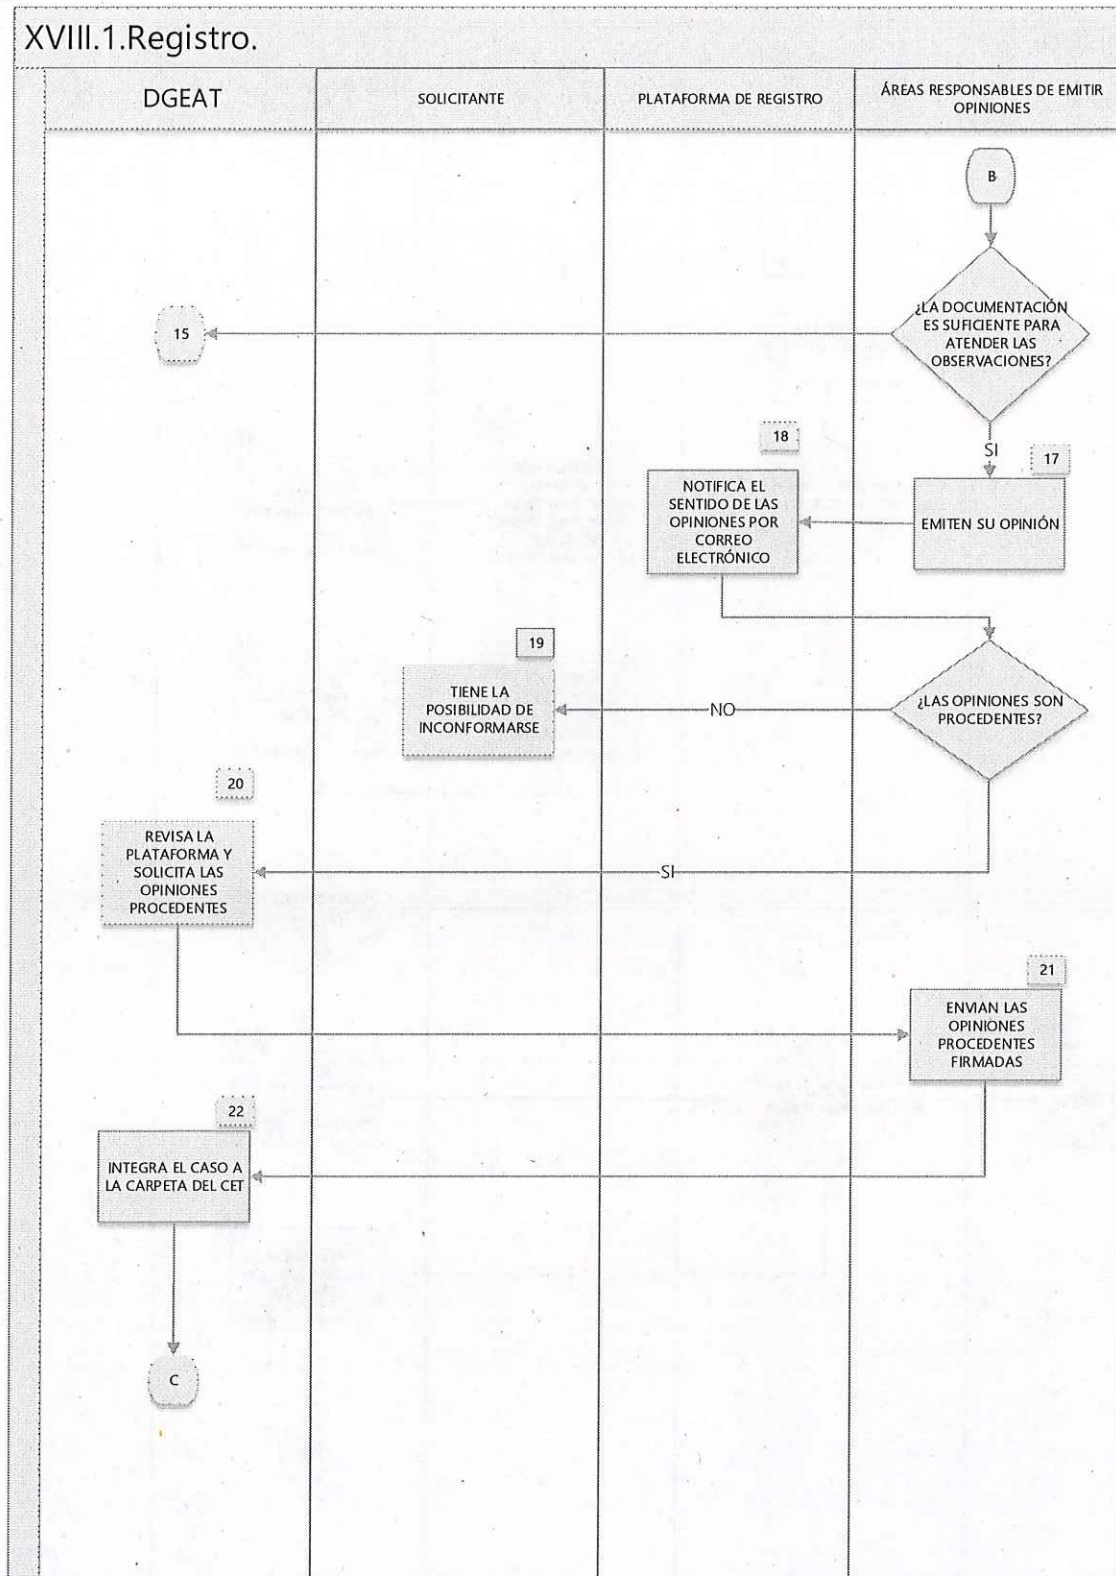 XVIII.1.Registro.
DGEAT
SOLICITANTE
PLATAFORMA DE REGISTRO
ÁREAS RESPONSABLES DE EMITIR
OPINIONES
B
¿LA DOCUMENTACIÓN
ES SUFICIENTE PARA
ATENDER LAS
OBSERVACIONES?
15
SI
18
17
NOTIFICA EL
SENTIDO DE LAS
OPINIONES POR
CORREO
ELECTRÓNICO
EMITEN SU OPINIÓN
19
TIENE LA
POSIBILIDAD DE
INCONFORMARSE
NO
¿LAS OPINIONES SON
PROCEDENTES?
20
REVISA LA
PLATAFORMA Y
SOLICITA LAS
OPINIONES
PROCEDENTES
SI
21
ENVIAN LAS
OPINIONES
PROCEDENTES
FIRMADAS
22
INTEGRA EL CASO A
LA CARPETA DEL CET
C